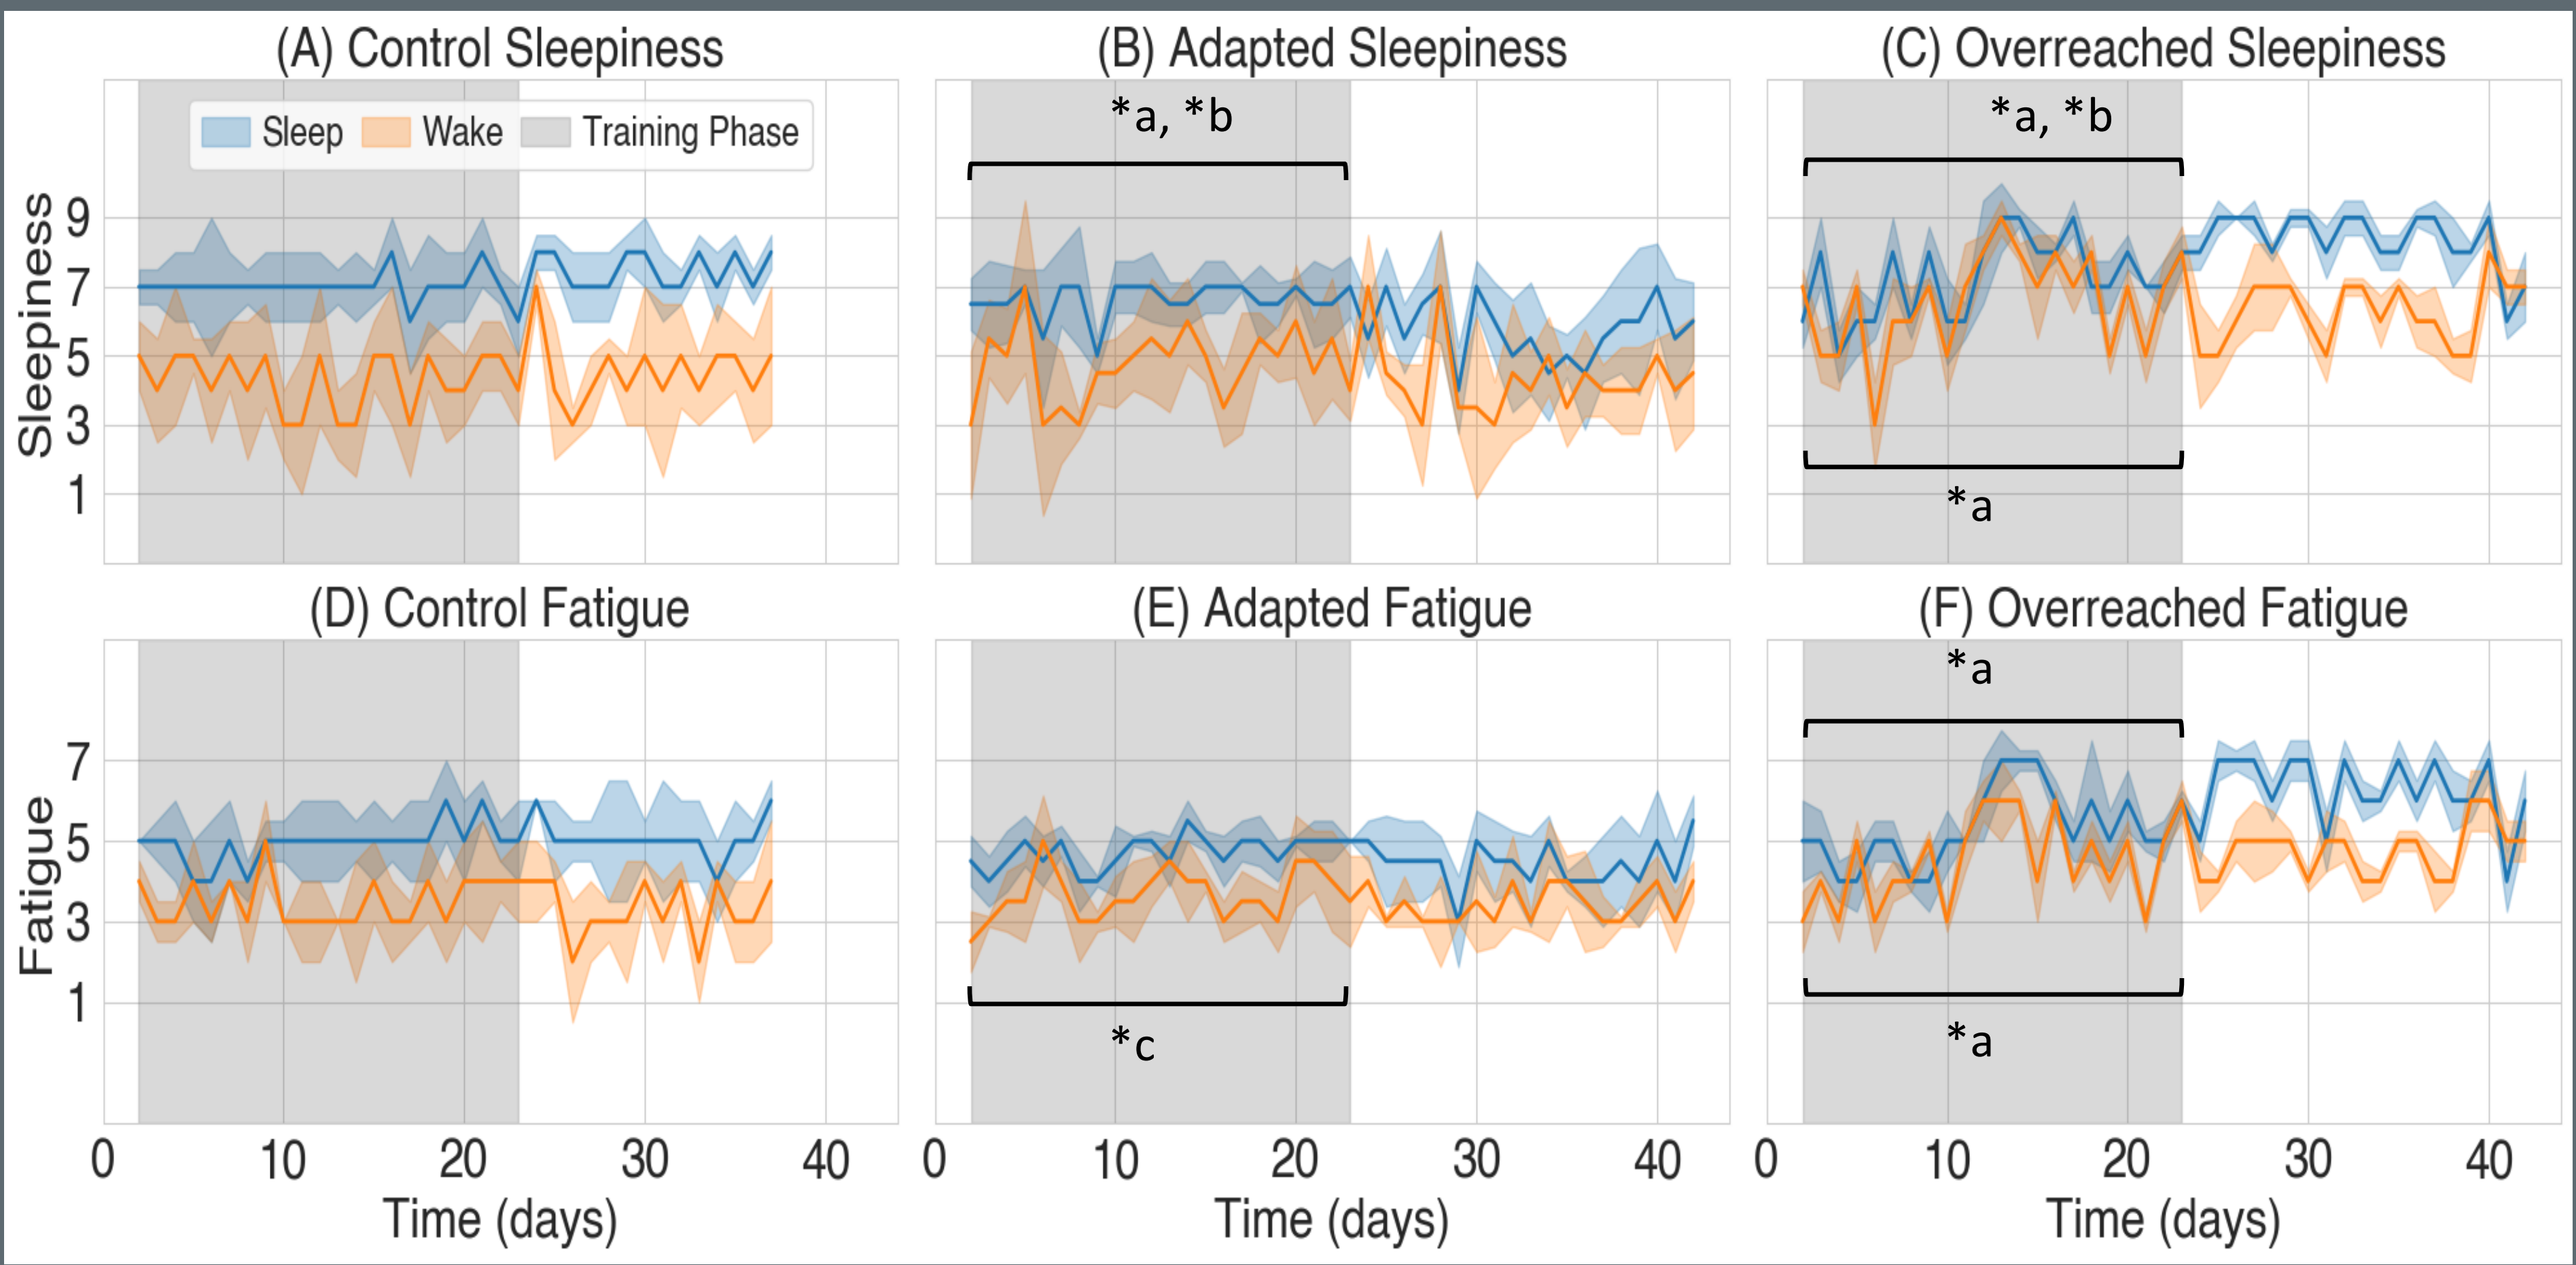 (A) Control Sleepiness
(B) Adapted Sleepiness
(C) Overreached Sleepiness
Sleep
Wake
Training Phase
*a, *b
*a, *b
Sleepiness
9
7
5
3
1
*a
(D) Control Fatigue
(E) Adapted Fatigue
(F) Overreached Fatigue
*a
Fatigue
7
5
3
1
*c
*a
0 10 20 30 40
0 10 20 30 40
0 10 20 30 40
Time (days)
Time (days)
Time (days)